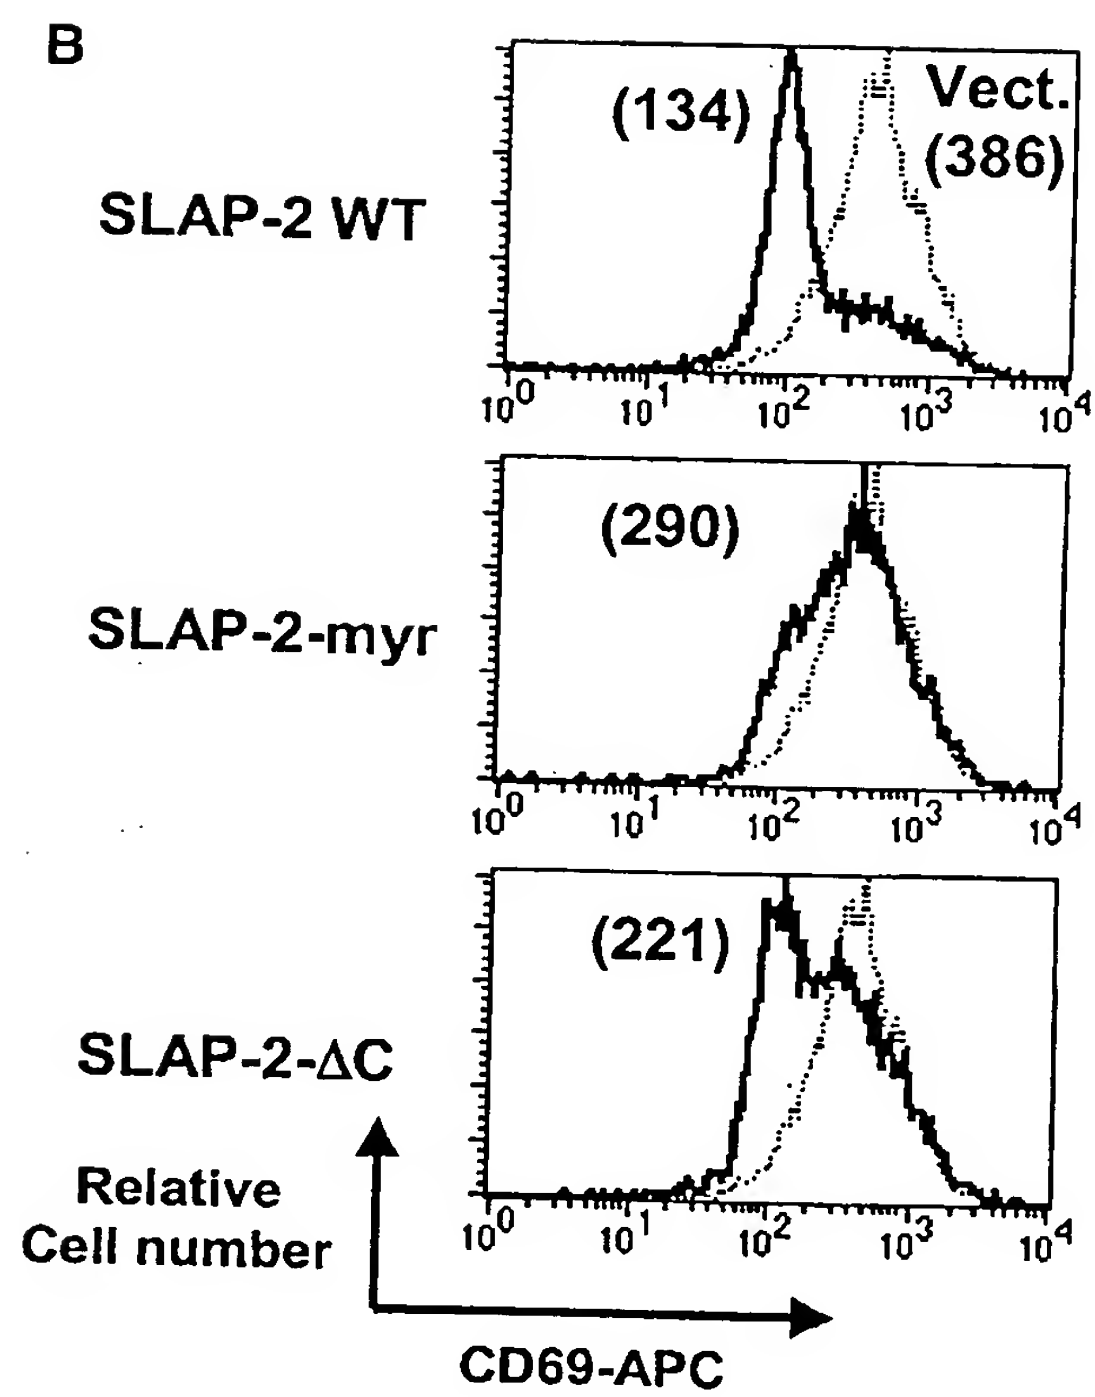 B
(134) Vect.
(386)
SLAP-2 WT
10^0 10^1 10^2 10^3 10^4
(290)
SLAP-2-myr
10^0 10^1 10^2 10^3 10^4
(221)
SLAP-2-ΔC
10^0 10^1 10^2 10^3 10^4
Relative
Cell number
CD69-APC